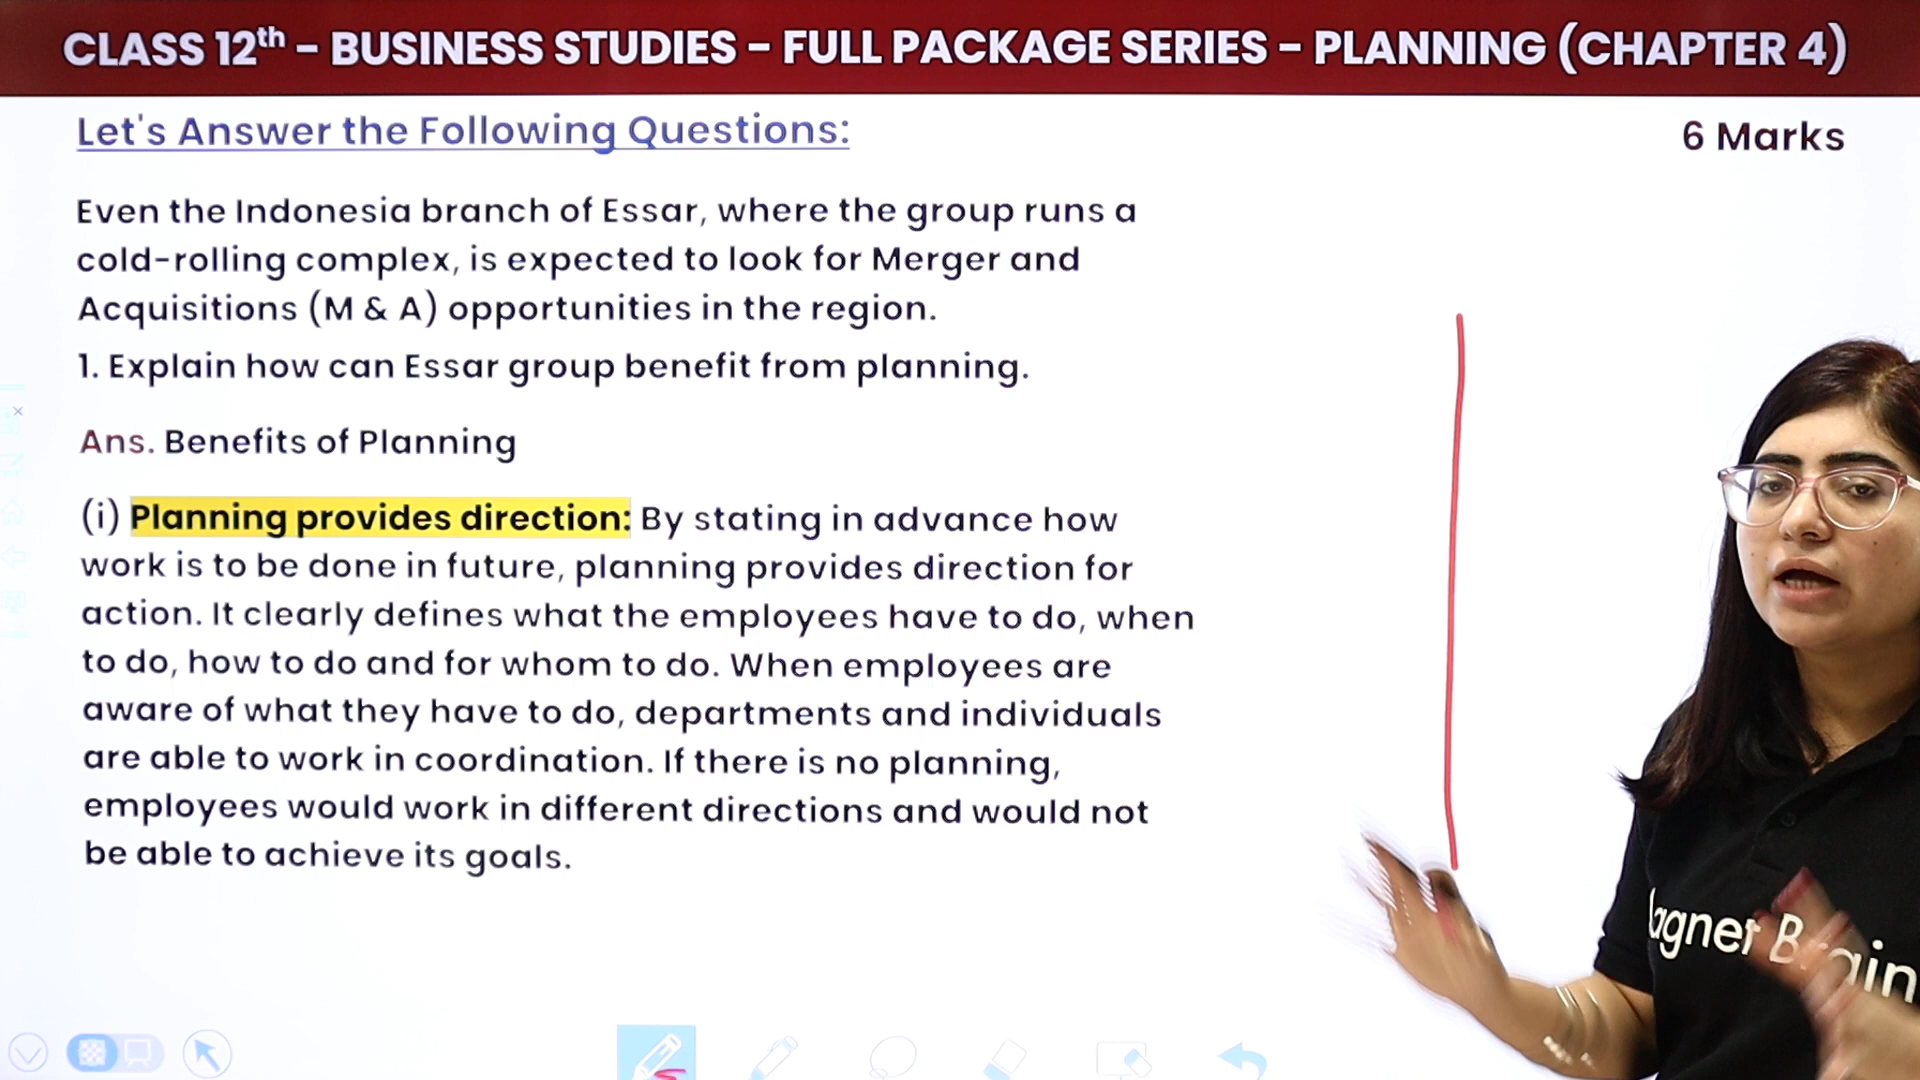 CLASS 12th – BUSINESS STUDIES – FULL PACKAGE SERIES – PLANNING (CHAPTER 4)
Let's Answer the Following Questions:
6 Marks
Even the Indonesia branch of Essar, where the group runs a
cold-rolling complex, is expected to look for Merger and
Acquisitions (M & A) opportunities in the region.
1. Explain how can Essar group benefit from planning.
Ans. Benefits of Planning
(i) Planning provides direction: By stating in advance how
work is to be done in future, planning provides direction for
action. It clearly defines what the employees have to do, when
to do, how to do and for whom to do. When employees are
aware of what they have to do, departments and individuals
are able to work in coordination. If there is no planning,
employees would work in different directions and would not
be able to achieve its goals.